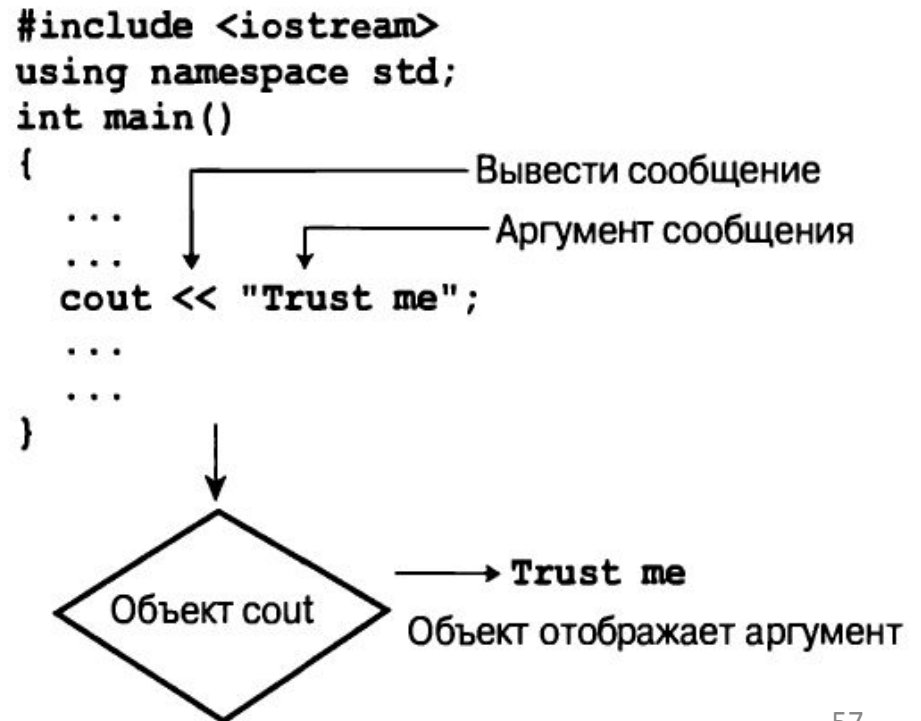 #include <iostream>
using namespace std;
int main()
{
Вывести сообщение
...
Аргумент сообщения
...
cout << "Trust me";
...
...
}
Trust me
Объект cout
Объект отображает аргумент
57